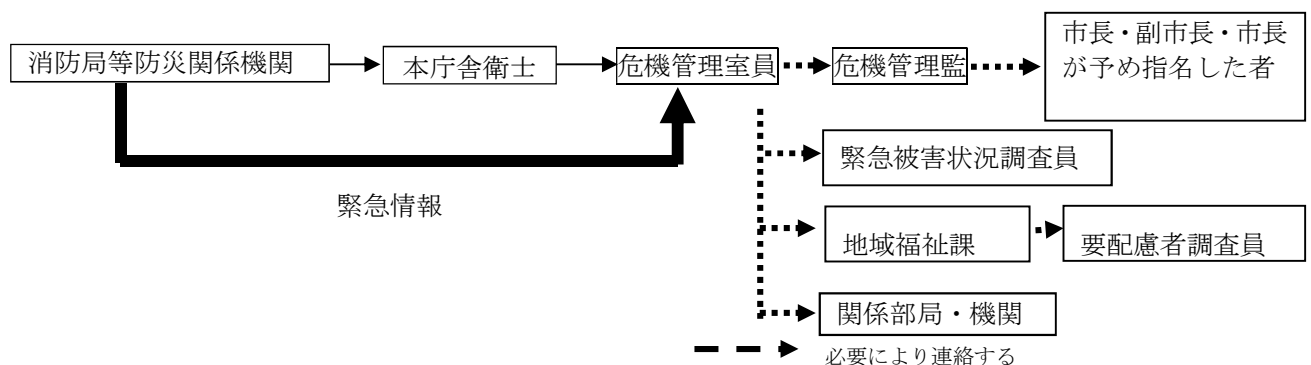 消防局等防災関係機関
本庁舎衛士
危機管理室員
危機管理監
市長・副市長・市長
が予め指名した者
緊急被害状況調査員
緊急情報
地域福祉課
要配慮者調査員
関係部局・機関
必要により連絡する